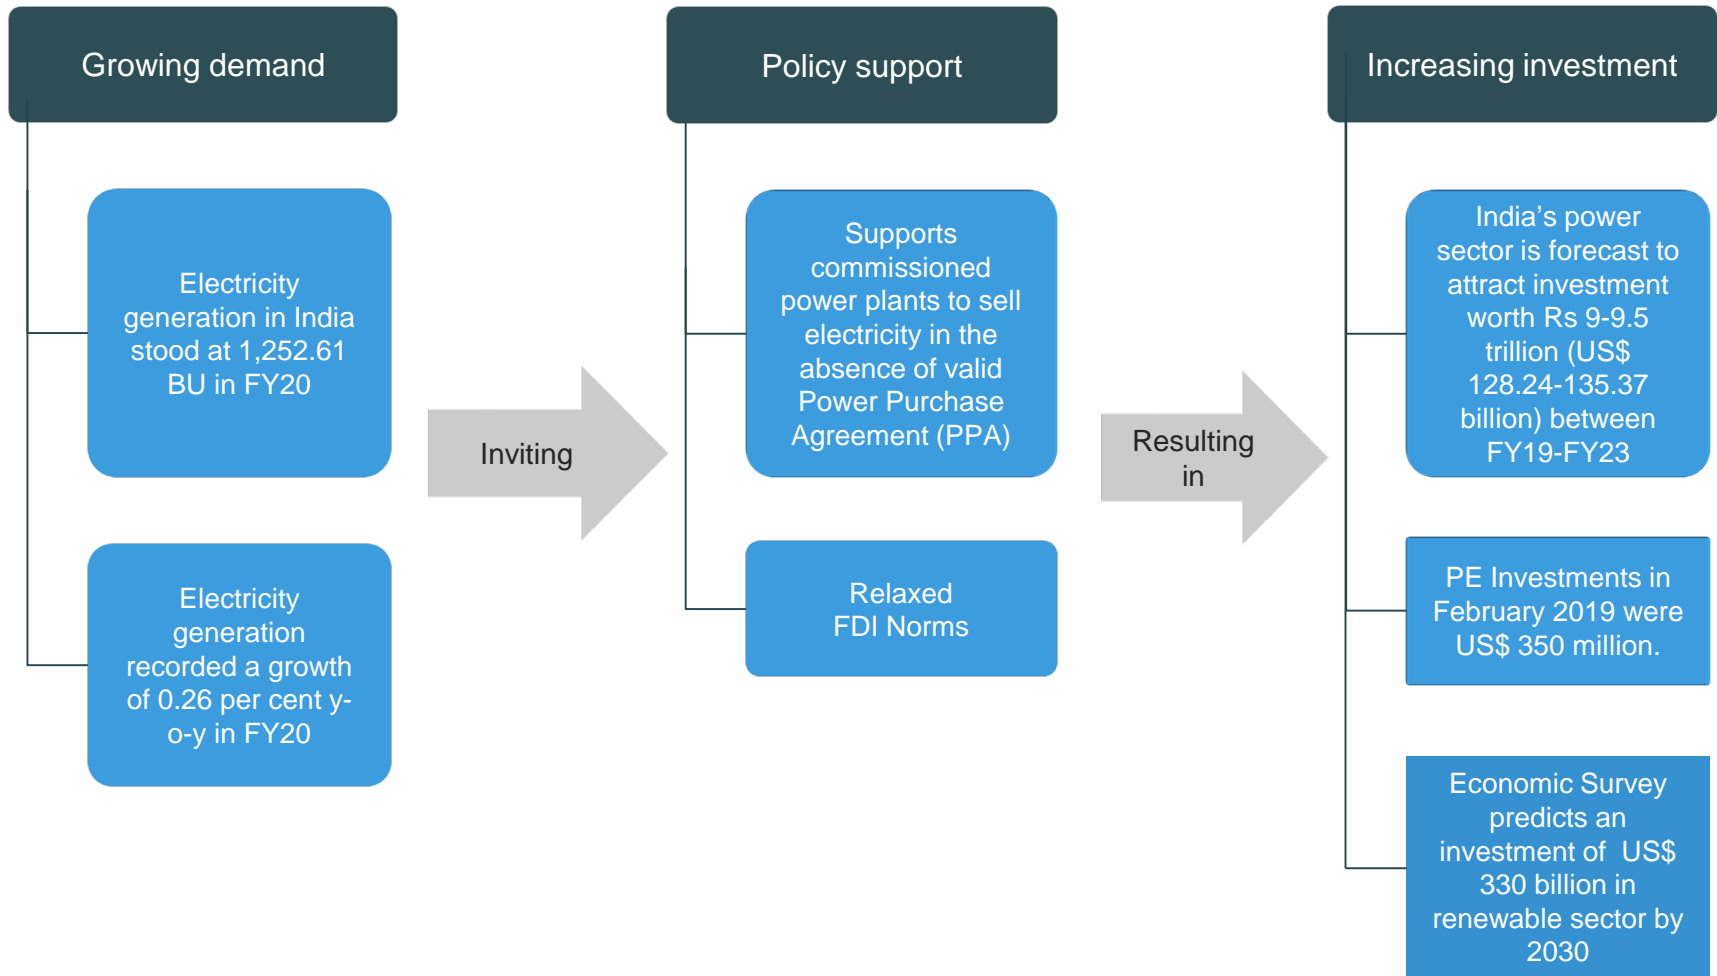 Growing demand
Electricity
generation in India
stood at 1,252.61
BU in FY20
Electricity
generation
recorded a growth
of 0.26 per cent y-
o-y in FY20
Inviting
Policy support
Supports
commissioned
power plants to sell
electricity in the
absence of valid
Power Purchase
Agreement (PPA)
Relaxed
FDI Norms
Resulting
in
Increasing investment
India’s power
sector is forecast to
attract investment
worth Rs 9-9.5
trillion (US$
128.24-135.37
billion) between
FY19-FY23
PE Investments in
February 2019 were
US$ 350 million.
Economic Survey
predicts an
investment of  US$
330 billion in
renewable sector by
2030